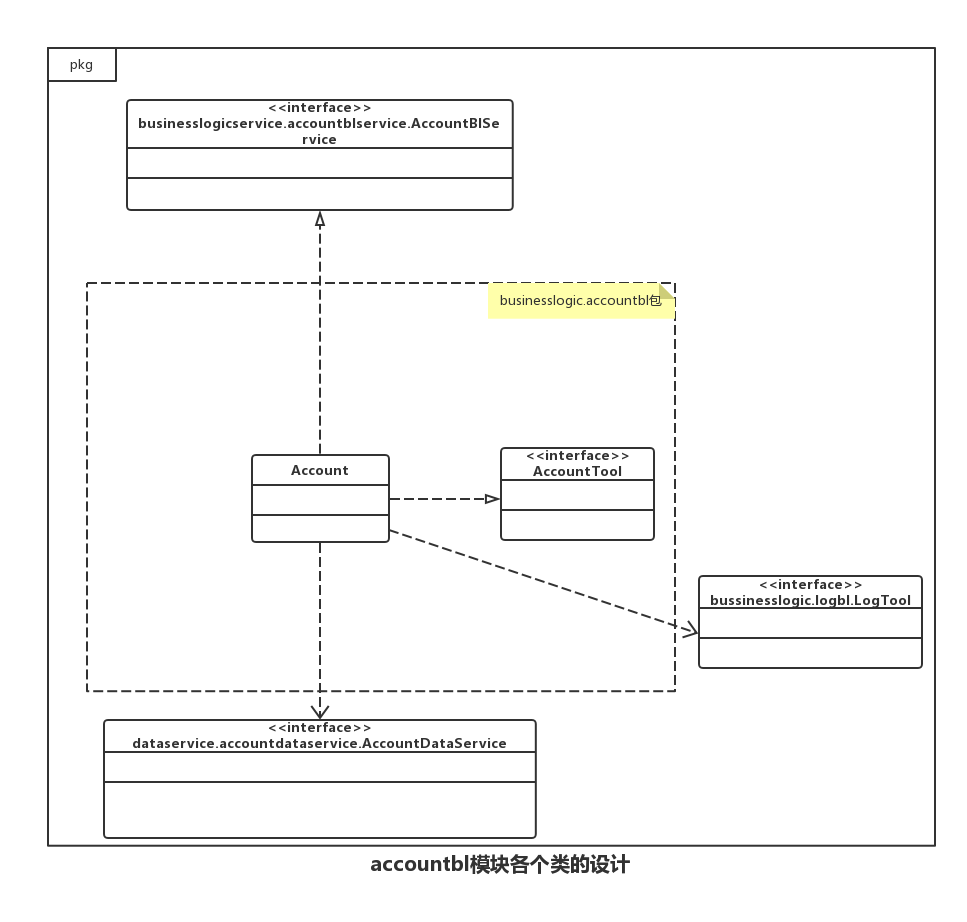 pkg
<<interface>>
businesslogicservice.accountblservice.AccountBlSe
rvice
businesslogic.accountbl包
Account
<<interface>>
AccountTool
<<interface>>
bussinesslogic.logbl.LogTool
<<interface>>
dataservice.accountdataservice.AccountDataService
accountbl模块各个类的设计